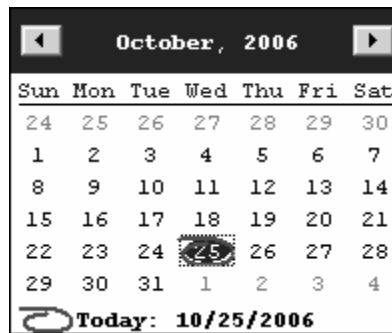 October, 2006
Sun Mon Tue Wed Thu Fri Sat
24 25 26 27 28 29 30
1 2 3 4 5 6 7
8 9 10 11 12 13 14
15 16 17 18 19 20 21
22 23 24 25 26 27 28
29 30 31 1 2 3 4
Today: 10/25/2006